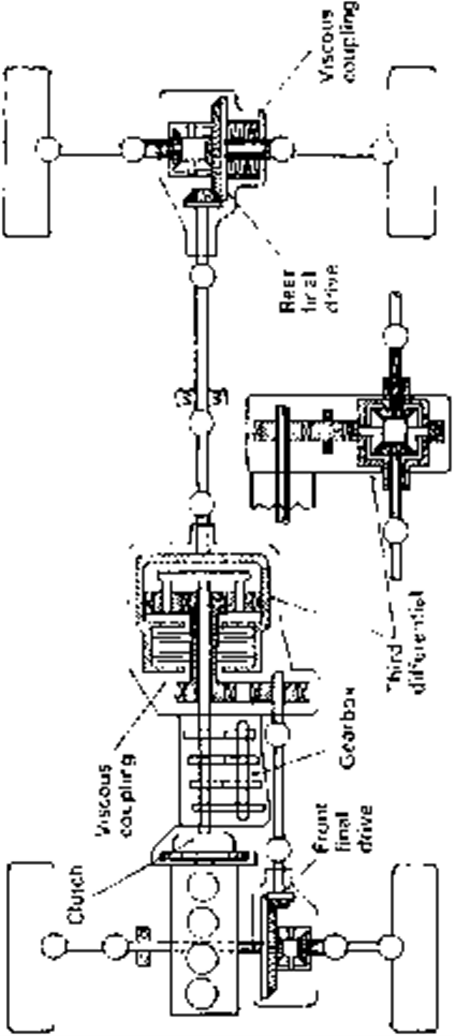 Viscous
coupling
Rear
final
drive
Third
differential
Gearbox
Viscous
coupling
Clutch
Front
final
drive